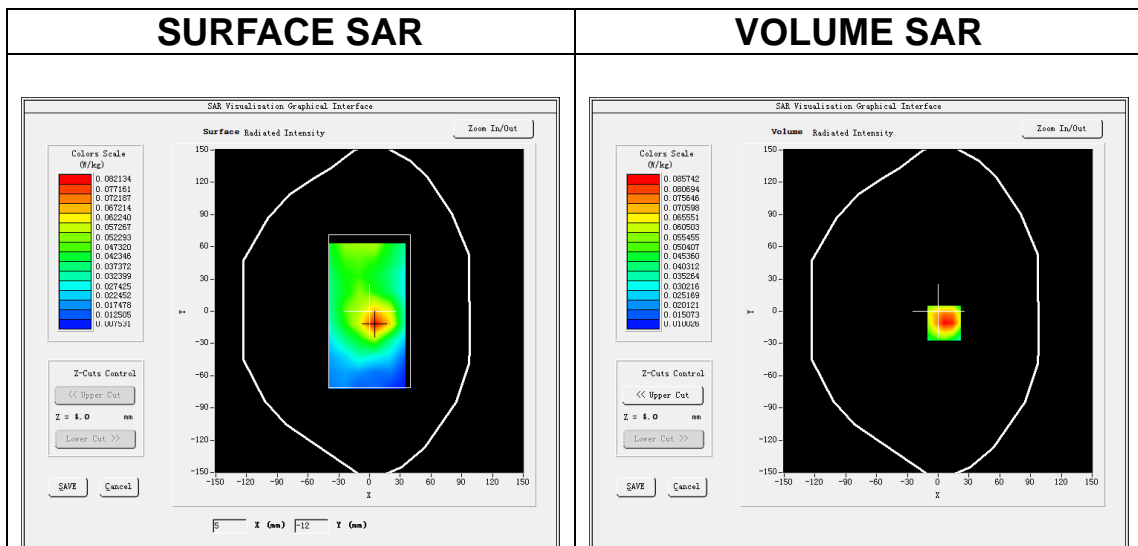 SURFACE SAR
VOLUME SAR
SAR Visualisation Graphical Interface
Surface Radiated Intensity
Zoom In/Out
Colors Scale
(W/kg)
0.082134
0.077161
0.072187
0.067214
0.062240
0.057267
0.052293
0.047320
0.042346
0.037372
0.032399
0.027425
0.022452
0.017478
0.012505
0.007531
150
120
90
60
30
0
-30
-60
-90
-120
-150
Y
-150 -120 -90 -60 -30 0 30 60 90 120 150
X
Z-Cuts Control
<< Upper Cut
Z = 4.0 mm
Lower Cut >>
SAVE Cancel
5 X (mm) -12 Y (mm)
SAR Visualisation Graphical Interface
Volume Radiated Intensity
Zoom In/Out
Colors Scale
(W/kg)
0.085742
0.080694
0.075646
0.070598
0.065551
0.060503
0.055455
0.050407
0.045360
0.040312
0.035264
0.030216
0.025169
0.020121
0.015073
0.010026
150
120
90
60
30
0
-30
-60
-90
-120
-150
Y
-150 -120 -90 -60 -30 0 30 60 90 120 150
X
Z-Cuts Control
<< Upper Cut
Z = 4.0 mm
Lower Cut >>
SAVE Cancel